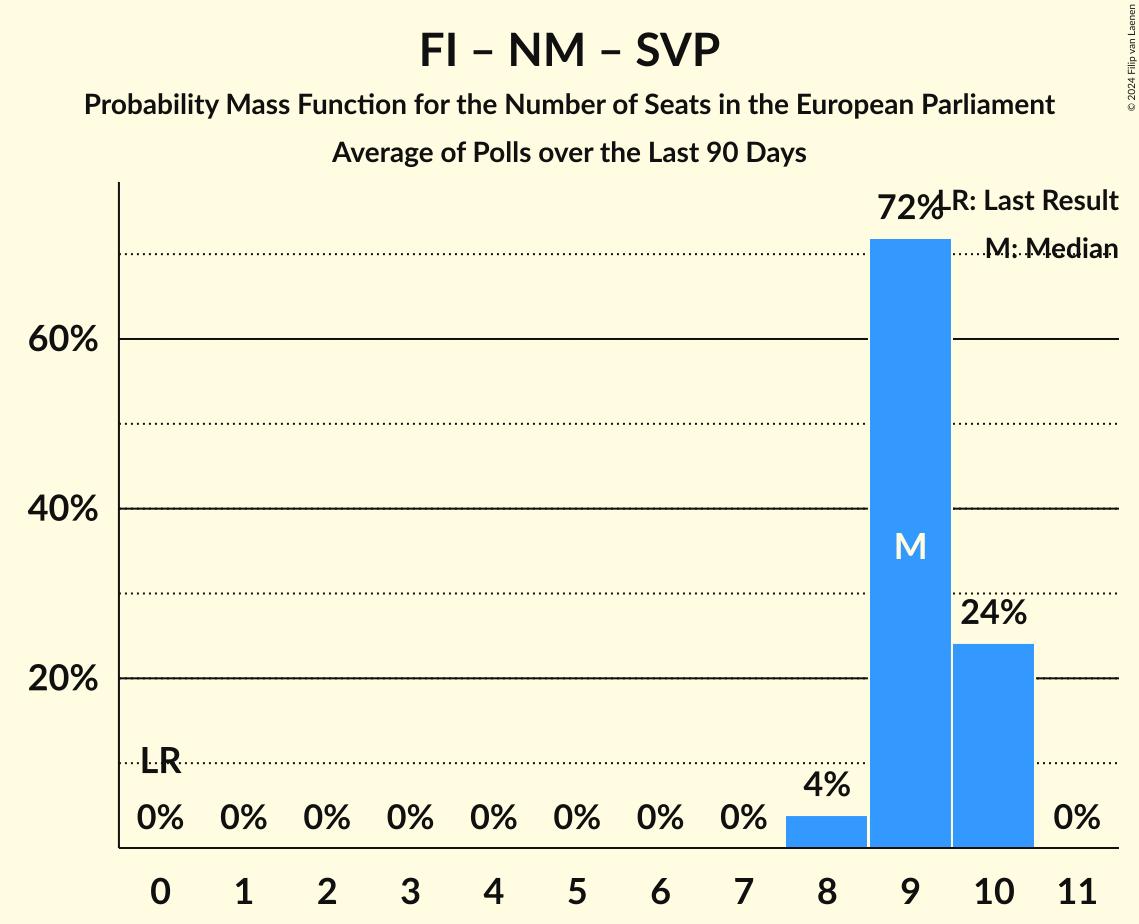 FI – NM – SVP
Probability Mass Function for the Number of Seats in the European Parliament
Average of Polls over the Last 90 Days
© 2024 Filip van Laenen
LR: Last Result
M: Median
72%
60%
40%
M
24%
20%
LR
4%
0% 0% 0% 0% 0% 0% 0% 0% 0%
0 1 2 3 4 5 6 7 8 9 10 11